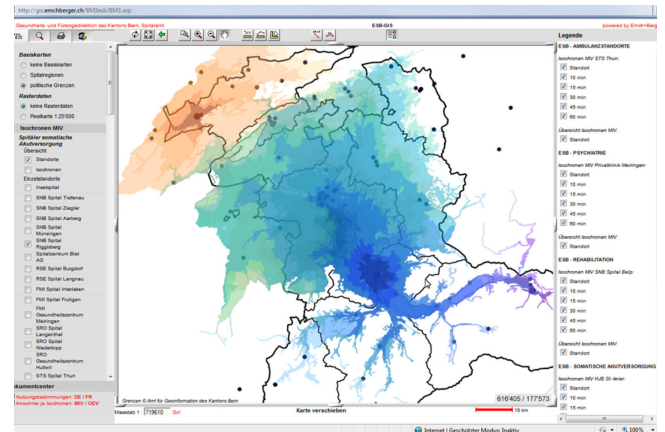 http://gis.emchberger.ch/BM3esb/BM3.asp
Gesundheits- und Fürsorgedirektion des Kantons Bern, Spitalamt
ESB-GIS
powered by Emch+Berg
Basiskarten
keine Basiskarten
Spitalregionen
politische Grenzen
Rasterdaten
keine Rasterdaten
Pixelkarte 1:25'000
Isochronen MIV
Spitäler somatische
Akutversorgung
Übersicht
Standorte
Isochronen
Einzelstandorte
Inselspital
SNB Spital Tiefenau
SNB Spital Ziegler
SNB Spital Aarberg
SNB Spital
Münsingen
SNB Spital
Riggisberg
Spitalzentrum Biel
AG
RSE Spital Burgdorf
RSE Spital Langnau
FMI Spital Interlaken
FMI Spital Frutigen
FMI
Gesundheitszentrum
Meiringen
SRO Spital
Langenthal
SRO Spital
Niederbipp
SRO
Gesundheitszentrum
Huttwil
STS Spital Thun
kumentcenter
Nutzungsbestimmungen: DE / FR
Anwohner je Isochronen: MIV / OEV
Grenzen © Amt für Geoinformation des Kantons Bern
616'405 / 177'573
Massstab 1: 719610 Go!
Karte verschieben
10 km
Legende
ESB - AMBULANZSTANDORTE
Isochronen MIV STS Thun:
Standort
10 min
15 min
30 min
45 min
60 min
Übersicht Isochronen MIV:
Standort
ESB - PSYCHIATRIE
Isochronen MIV Privatklinik Meiringen:
Standort
10 min
15 min
30 min
45 min
60 min
Übersicht Isochronen MIV:
Standort
ESB - REHABILITATION
Isochronen MIV SNB Spital Belp:
Standort
10 min
15 min
30 min
45 min
60 min
Übersicht Isochronen MIV:
Standort
ESB - SOMATISCHE AKUTVERSORGUNG
Isochronen MIV HJB St.-Imier:
Standort
10 min
15 min
Internet | Geschützter Modus: Inaktiv
100%